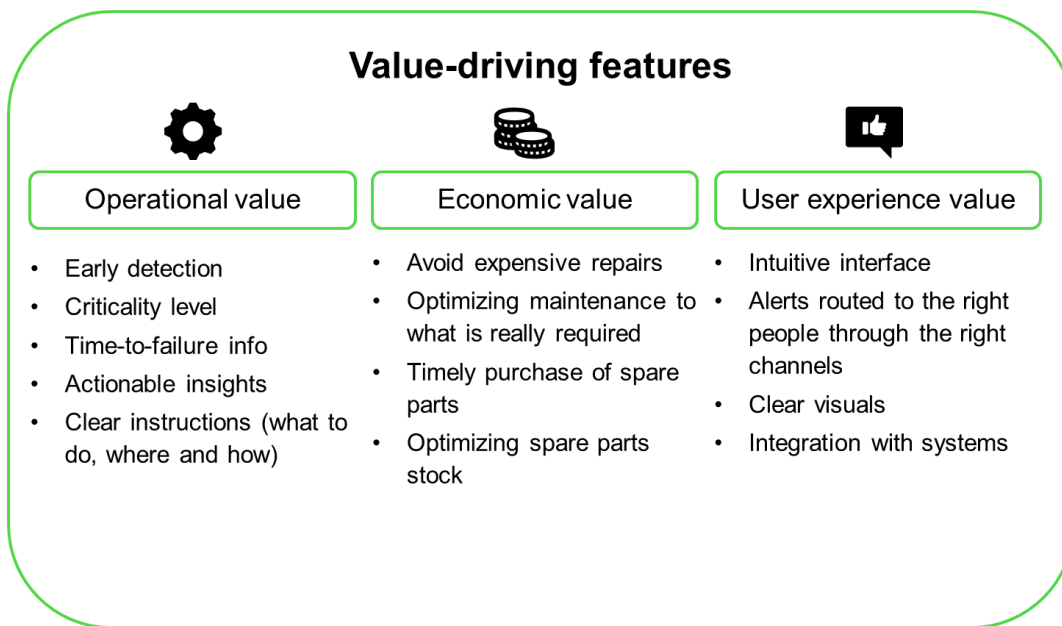 Value-driving features
Operational value
• Early detection
• Criticality level
• Time-to-failure info
• Actionable insights
• Clear instructions (what to
do, where and how)
Economic value
• Avoid expensive repairs
• Optimizing maintenance to
what is really required
• Timely purchase of spare
parts
• Optimizing spare parts
stock
User experience value
• Intuitive interface
• Alerts routed to the right
people through the right
channels
• Clear visuals
• Integration with systems